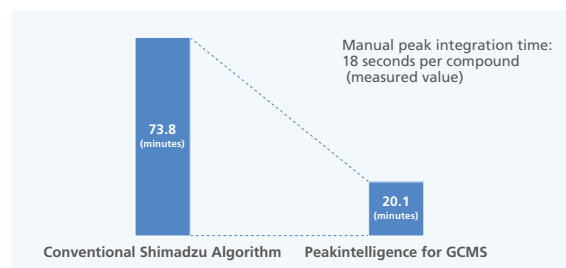 Manual peak integration time:
18 seconds per compound
(measured value)
73.8
(minutes)
20.1
(minutes)
Conventional Shimadzu Algorithm
Peakintelligence for GCMS